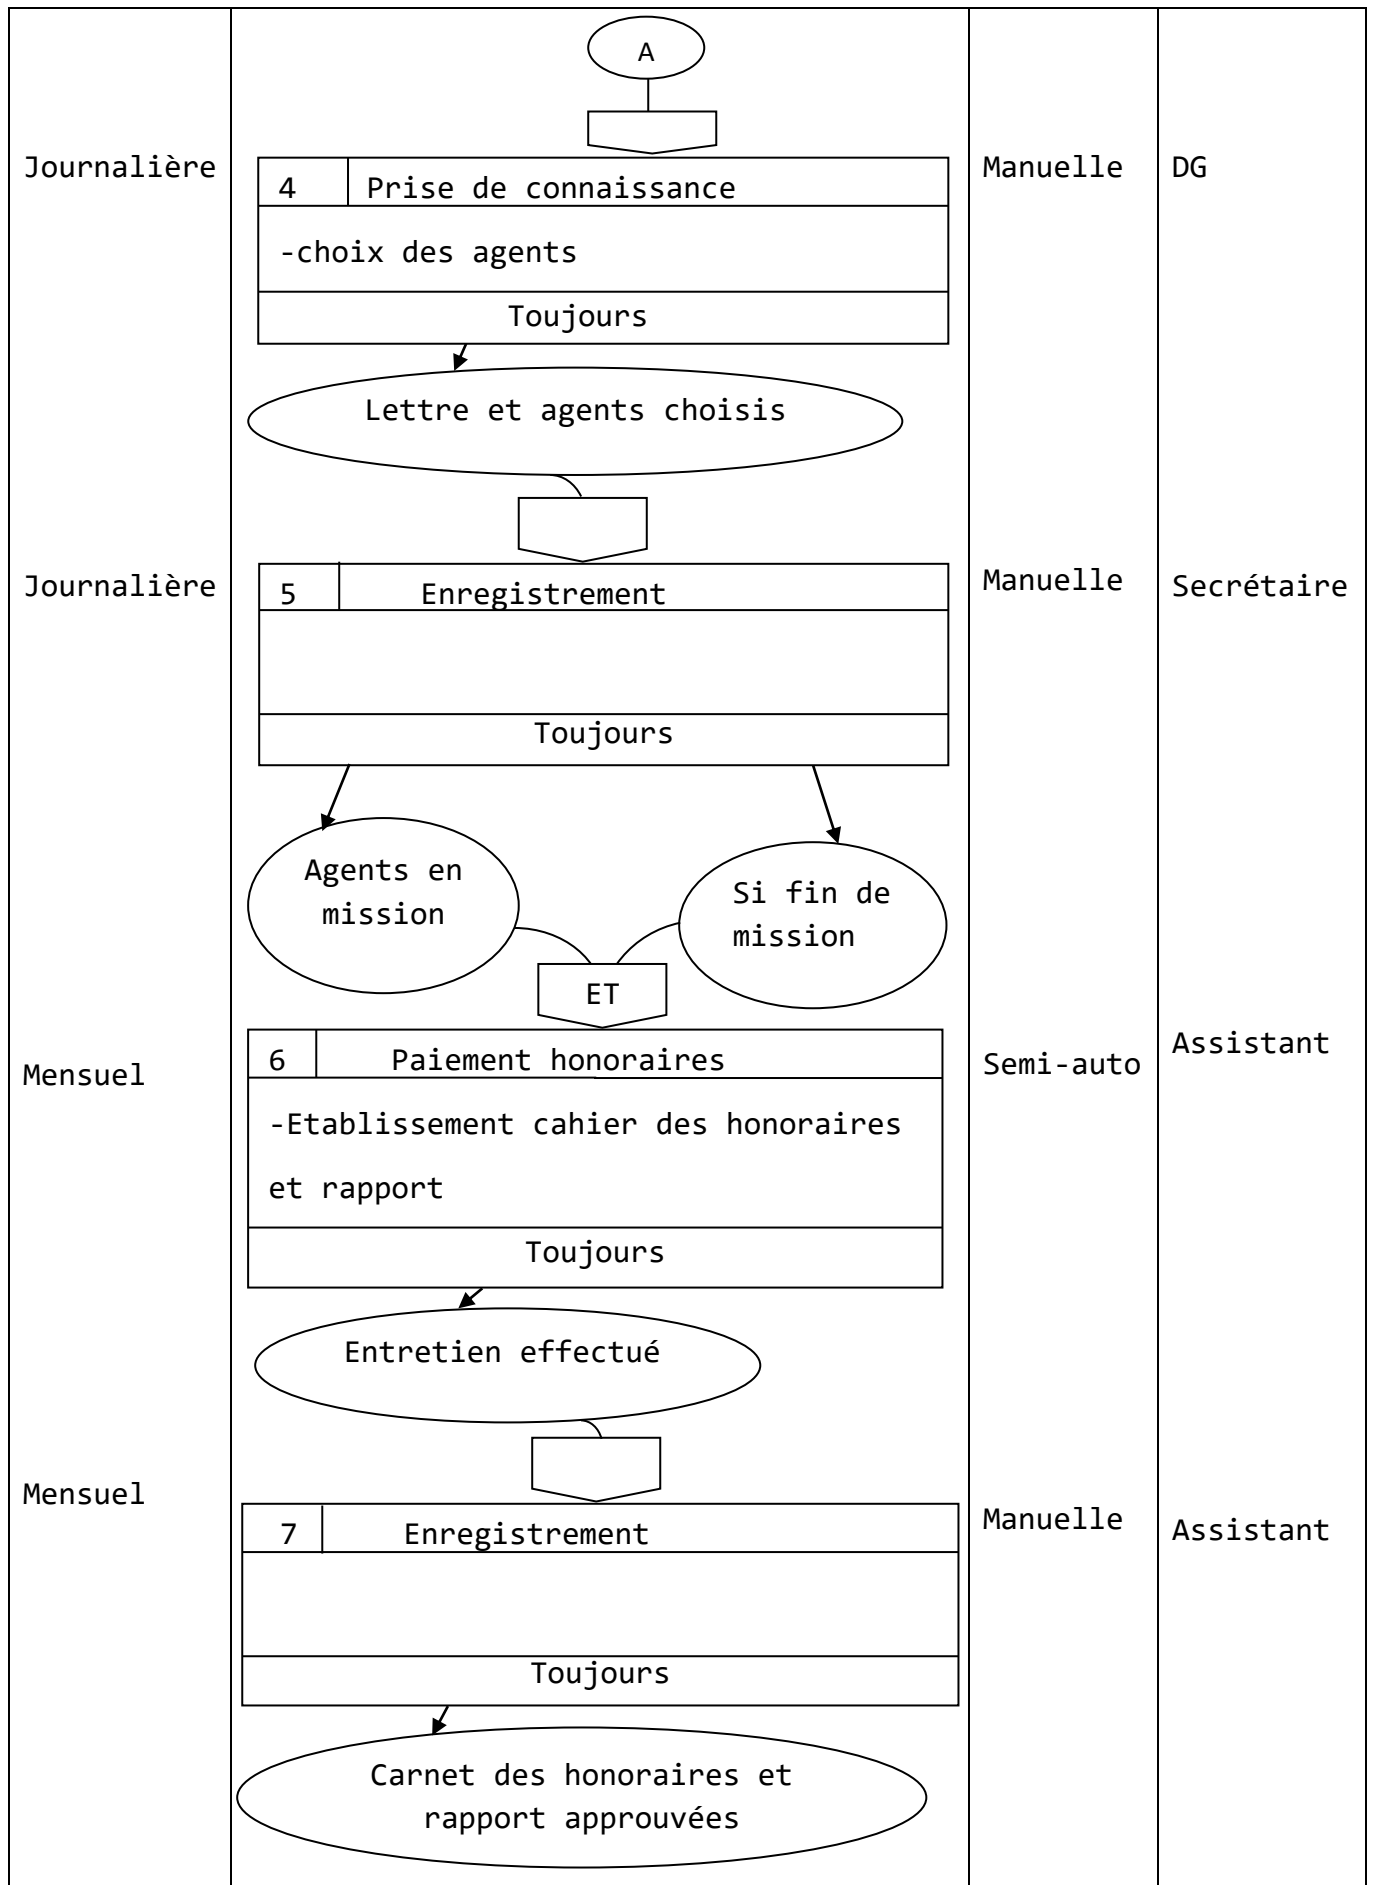 A
Journalière
Manuelle
DG
4
Prise de connaissance
-choix des agents
Toujours
Lettre et agents choisis
Journalière
Manuelle
Secrétaire
5
Enregistrement
Toujours
Agents en
mission
Si fin de
mission
ET
Mensuel
Semi-auto
Assistant
6
Paiement honoraires
-Etablissement cahier des honoraires
et rapport
Toujours
Entretien effectué
Mensuel
Manuelle
Assistant
7
Enregistrement
Toujours
Carnet des honoraires et
rapport approuvées